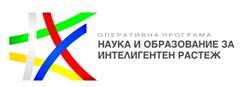 ОПЕРАТИВНА ПРОГРАМА
НАУКА И ОБРАЗОВАНИЕ ЗА
ИНТЕЛИГЕНТЕН РАСТЕЖ